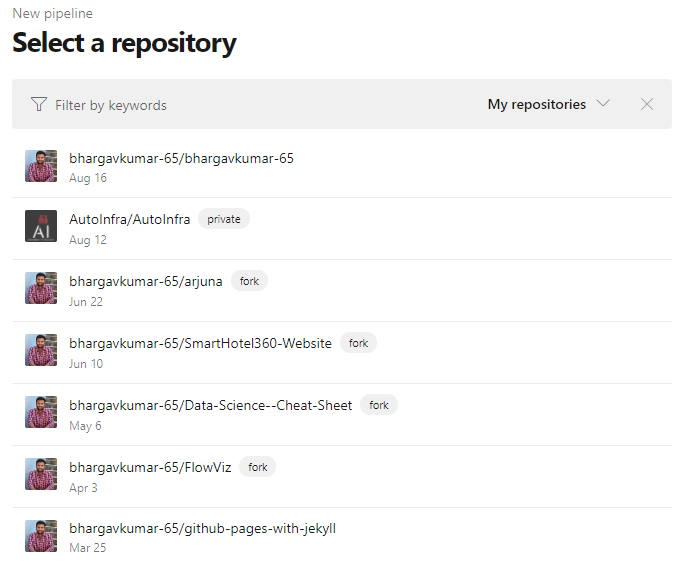 New pipeline
Select a repository
Filter by keywords My repositories
bhargavkumar-65/bhargavkumar-65
Aug 16
AI
AutoInfra/AutoInfra private
Aug 12
bhargavkumar-65/arjuna fork
Jun 22
bhargavkumar-65/SmartHotel360-Website fork
Jun 10
bhargavkumar-65/Data-Science--Cheat-Sheet fork
May 6
bhargavkumar-65/FlowViz fork
Apr 3
bhargavkumar-65/github-pages-with-jekyll
Mar 25